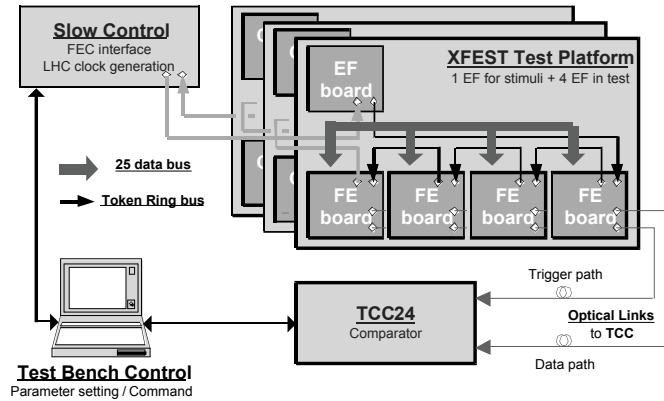 Slow Control
FEC interface
LHC clock generation
XFEST Test Platform
1 EF for stimuli + 4 EF in test
EF
board
25 data bus
Token Ring bus
FE
board
FE
board
FE
board
FE
board
Trigger path
TCC24
Comparator
Optical Links
to TCC
Data path
Test Bench Control
Parameter setting / Command